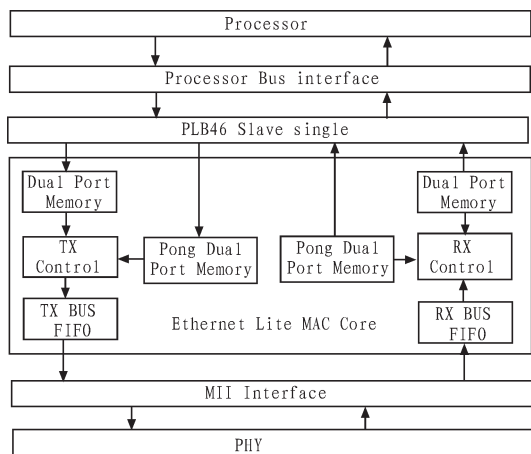 Processor
Processor Bus interface
PLB46 Slave single
Dual Port
Memory
Dual Port
Memory
TX
Control
Pong Dual
Port Memory
Pong Dual
Port Memory
RX
Control
TX BUS
FIFO
Ethernet Lite MAC Core
RX BUS
FIFO
MII Interface
PHY